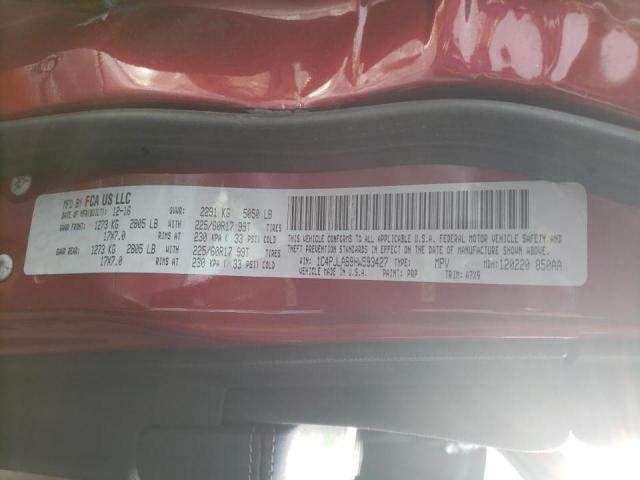 MFD BY FCA US LLC
DATE OF MFR(BUILT): 12-16 GVWR: 2291 KG 5050 LB
GAWR FRONT: 1273 KG 2805 LB WITH 225/60R17 99T TIRES
17X7.0 RIMS AT 230 KPA ( 33 PSI) COLD
GAWR REAR: 1273 KG 2805 LB WITH 225/60R17 99T TIRES
17X7.0 RIMS AT 230 KPA ( 33 PSI) COLD
THIS VEHICLE CONFORMS TO ALL APPLICABLE U.S.A. FEDERAL MOTOR VEHICLE SAFETY AND
THEFT PREVENTION STANDARDS IN EFFECT ON THE DATE OF MANUFACTURE SHOWN ABOVE.
VIN: TYPE: MPV MDH: 120220 850AA
VEHICLE MADE IN U.S.A. PAINT: PRP TRIM: A7X9